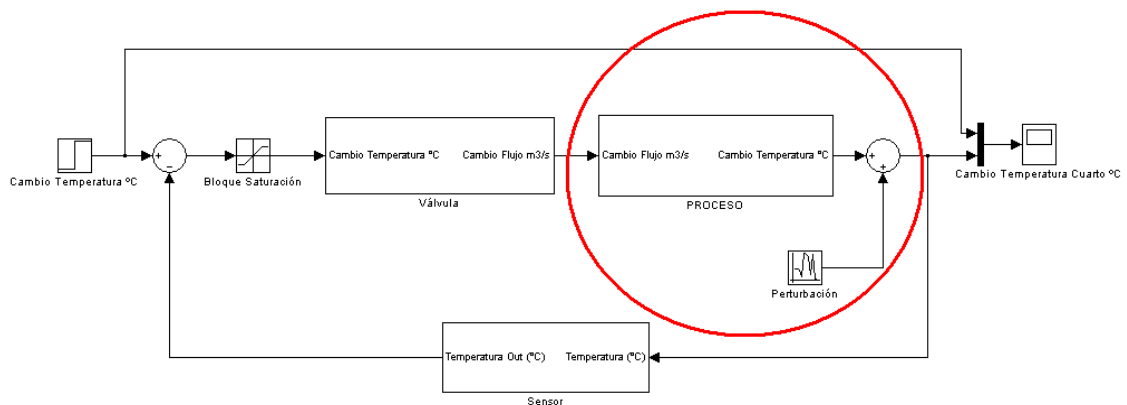 Cambio Temperatura ºC
Bloque Saturación
Cambio Temperatura ºC
Cambio Flujo m3/s
Válvula
Cambio Flujo m3/s
Cambio Temperatura ºC
PROCESO
Cambio Temperatura Cuarto ºC
Perturbación
Temperatura Out (ºC)
Temperatura (ºC)
Sensor